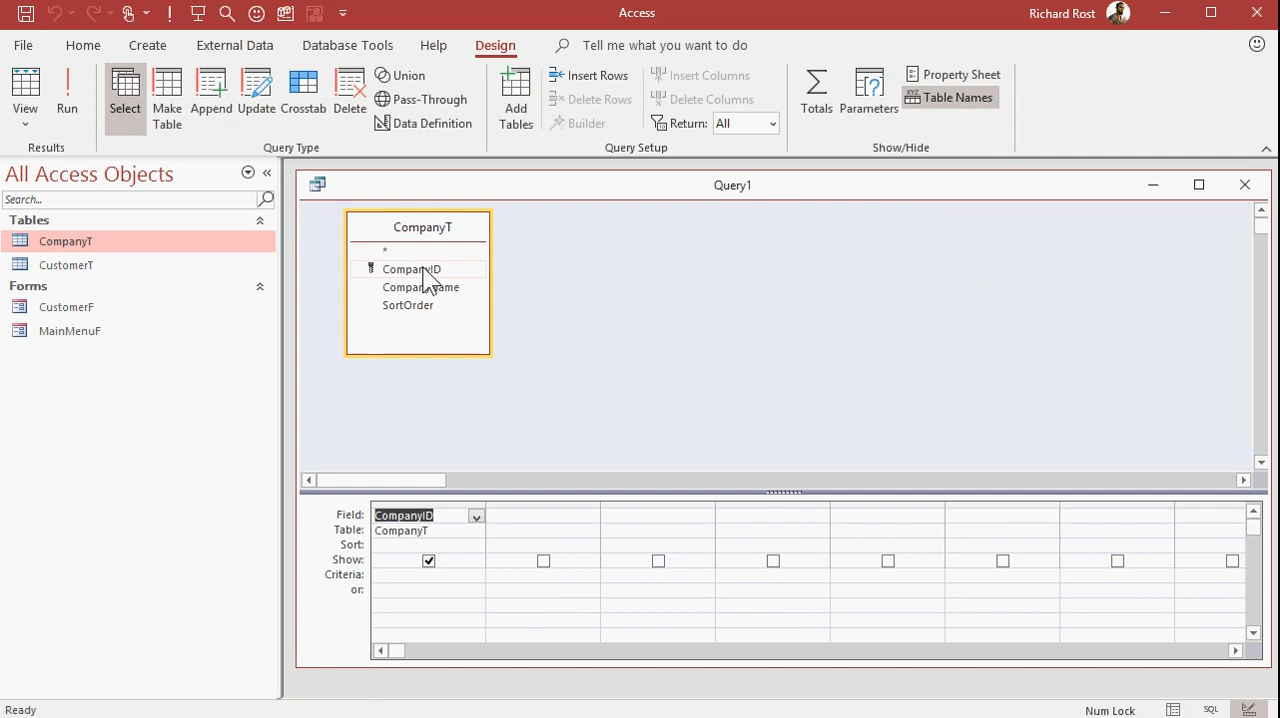 Access
Richard Rost
File Home Create External Data Database Tools Help Design Tell me what you want to do
View
Run
Results
Select
Make Table
Append
Update
Crosstab
Delete
Union
Pass-Through
Data Definition
Query Type
Add Tables
Insert Rows
Delete Rows
Builder
Insert Columns
Delete Columns
Return: All
Query Setup
Totals
Parameters
Property Sheet
XYZ Table Names
Show/Hide
All Access Objects
Search...
Tables
CompanyT
CustomerT
Forms
CustomerF
MainMenuF
Query1
CompanyT
*
CompanyID
SortOrder
Field: CompanyID
Table: CompanyT
Sort:
Show:
Criteria:
or:
Ready
Num Lock
SQL